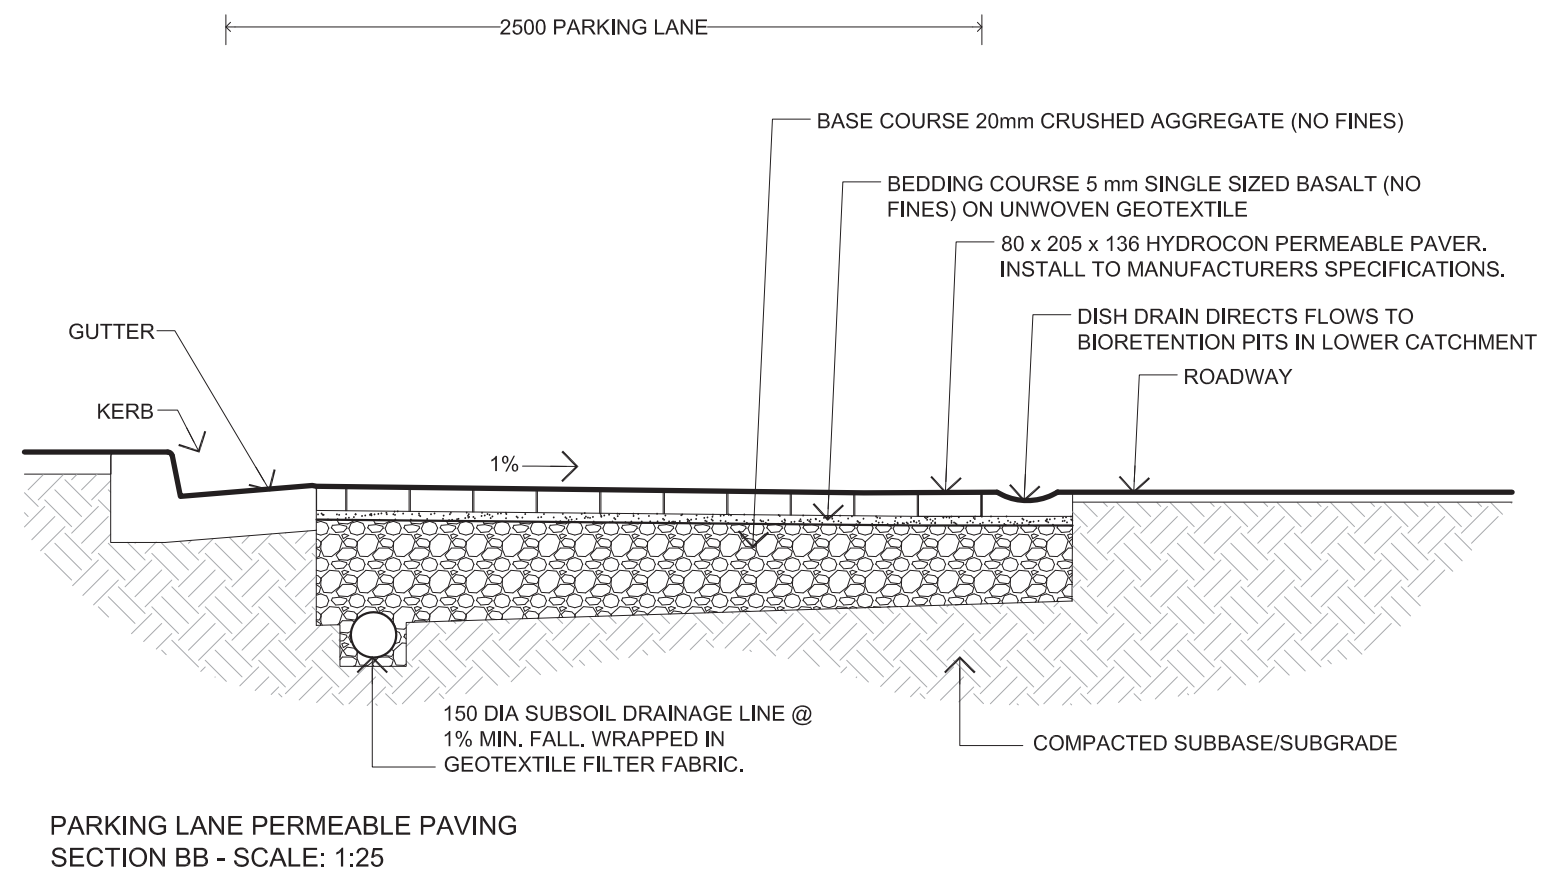 2500 PARKING LANE
BASE COURSE 20mm CRUSHED AGGREGATE (NO FINES)
BEDDING COURSE 5 mm SINGLE SIZED BASALT (NO
FINES) ON UNWOVEN GEOTEXTILE
80 x 205 x 136 HYDROCON PERMEABLE PAVER.
INSTALL TO MANUFACTURERS SPECIFICATIONS.
DISH DRAIN DIRECTS FLOWS TO
BIORETENTION PITS IN LOWER CATCHMENT
ROADWAY
GUTTER
KERB
1%
150 DIA SUBSOIL DRAINAGE LINE @
1% MIN. FALL. WRAPPED IN
GEOTEXTILE FILTER FABRIC.
COMPACTED SUBBASE/SUBGRADE
PARKING LANE PERMEABLE PAVING
SECTION BB - SCALE: 1:25